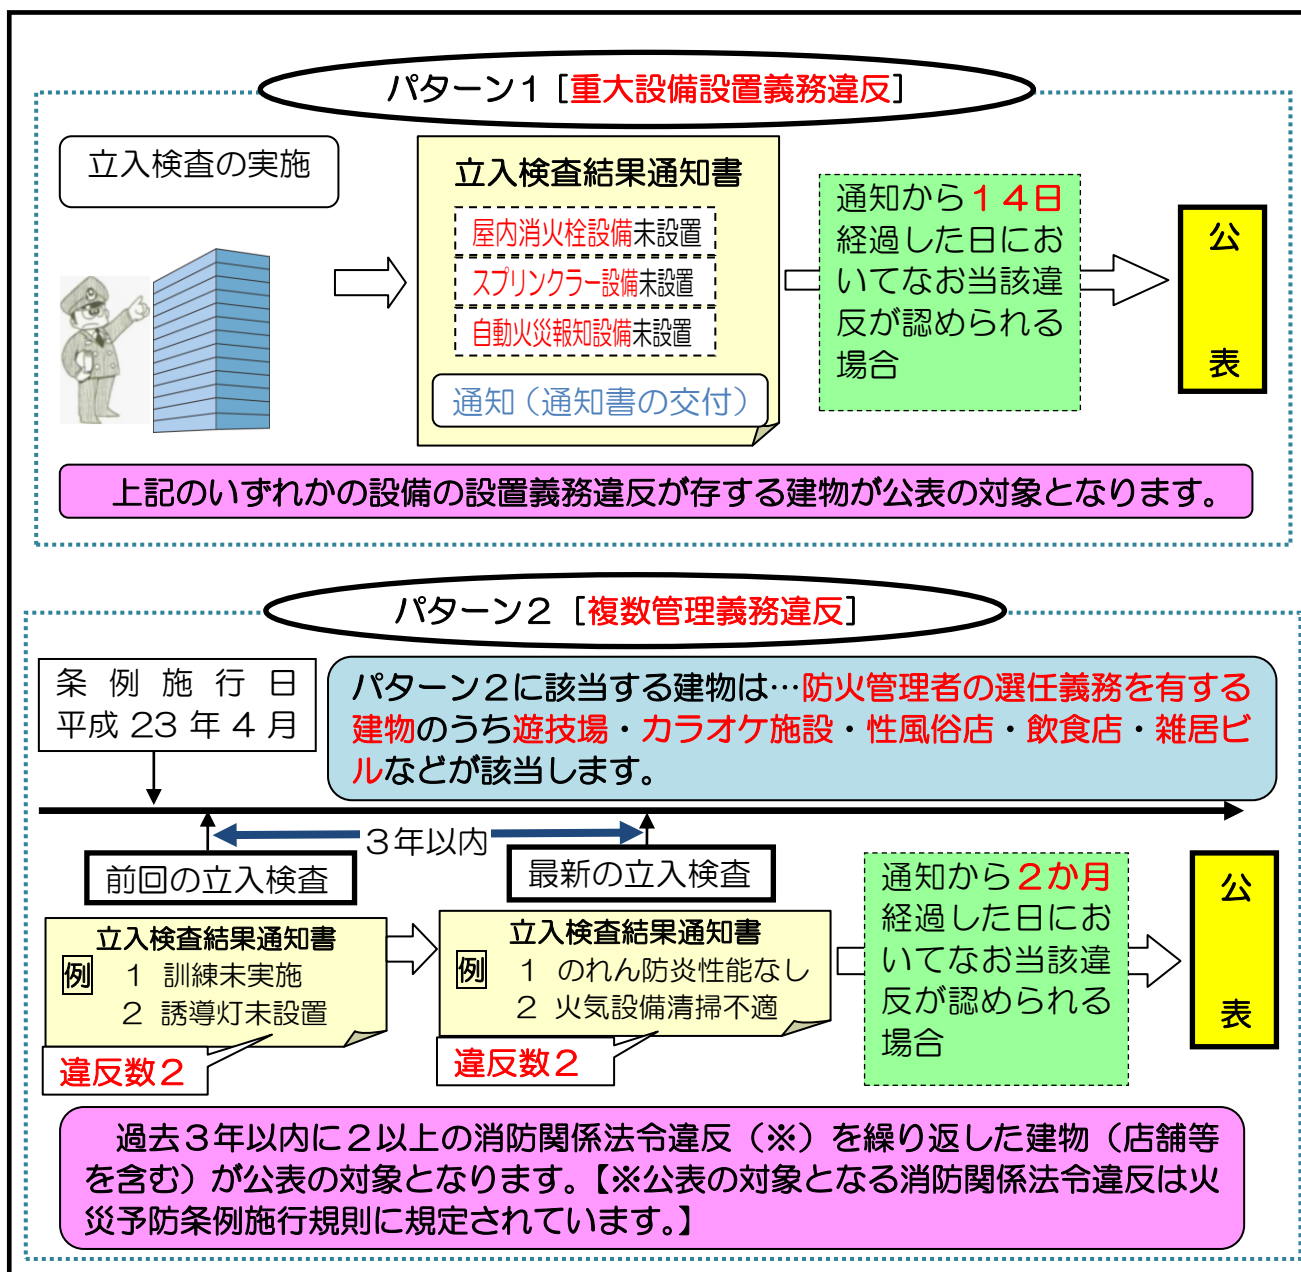 パターン１［重大設備設置義務違反］
立入検査の実施
立入検査結果通知書
屋内消火栓設備未設置
スプリンクラー設備未設置
自動火災報知設備未設置
通知（通知書の交付）
通知から１４日
経過した日にお
いてなお当該違
反が認められる
場合
公
表
上記のいずれかの設備の設置義務違反が存する建物が公表の対象となります。
パターン２［複数管理義務違反］
条例施行日
平成 23 年 4 月
パターン２に該当する建物は…防火管理者の選任義務を有する
建物のうち遊技場・カラオケ施設・性風俗店・飲食店・雑居ビ
ルなどが該当します。
３年以内
前回の立入検査
最新の立入検査
立入検査結果通知書
例
１ 訓練未実施
２ 誘導灯未設置
違反数２
立入検査結果通知書
例
１ のれん防炎性能なし
２ 火気設備清掃不適
違反数２
通知から２か月
経過した日にお
いてなお当該違
反が認められる
場合
公
表
過去３年以内に２以上の消防関係法令違反（※）を繰り返した建物（店舗等
を含む）が公表の対象となります。【※公表の対象となる消防関係法令違反は火
災予防条例施行規則に規定されています。】